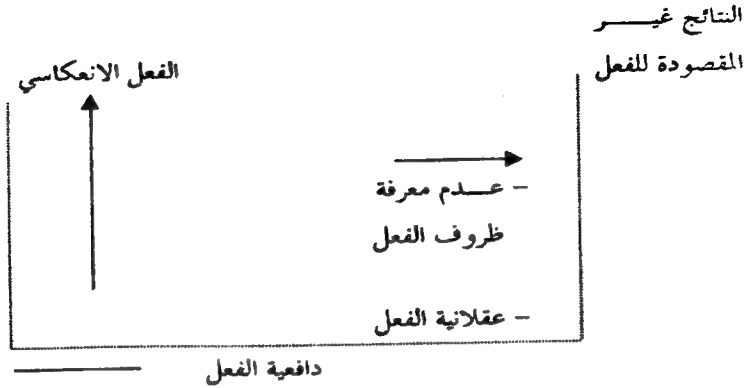 النتائج غيـــــر
المقصودة للفعل
الفعل الانعكاسي
– عـــدم معرفة
ظروف الفعل
– عقلانية الفعل
دافعية الفعل